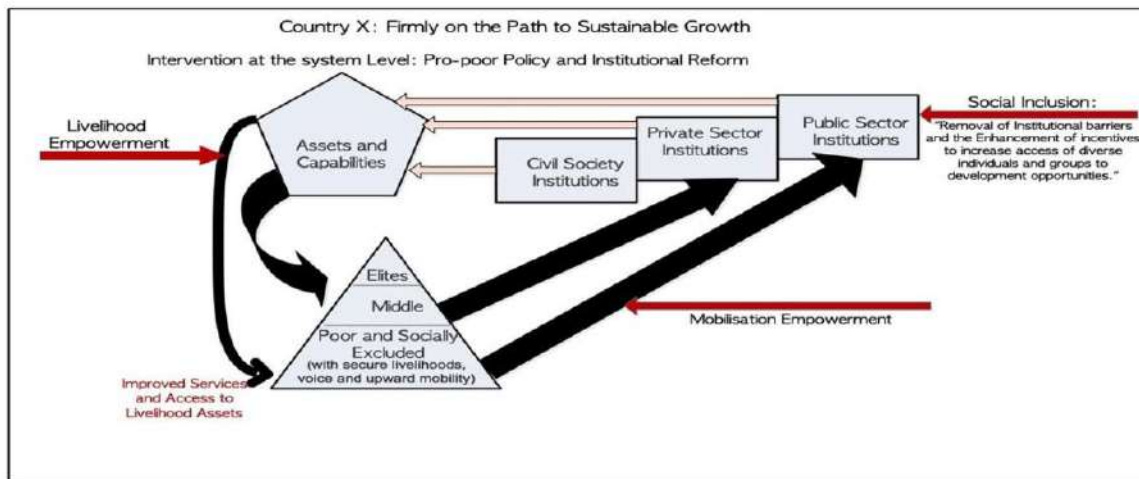 Country X: Firmly on the Path to Sustainable Growth
Intervention at the system Level: Pro-poor Policy and Institutional Reform
Livelihood
Empowerment
Assets and
Capabilities
Civil Society
Institutions
Private Sector
Institutions
Public Sector
Institutions
Social Inclusion:
"Removal of Institutional barriers
and the Enhancement of incentives
to increase access of diverse
individuals and groups to
development opportunities."
Elites
Middle
Poor and Socially
Excluded
(with secure livelihoods,
voice and upward mobility)
Mobilisation Empowerment
Improved Services
and Access to
Livelihood Assets